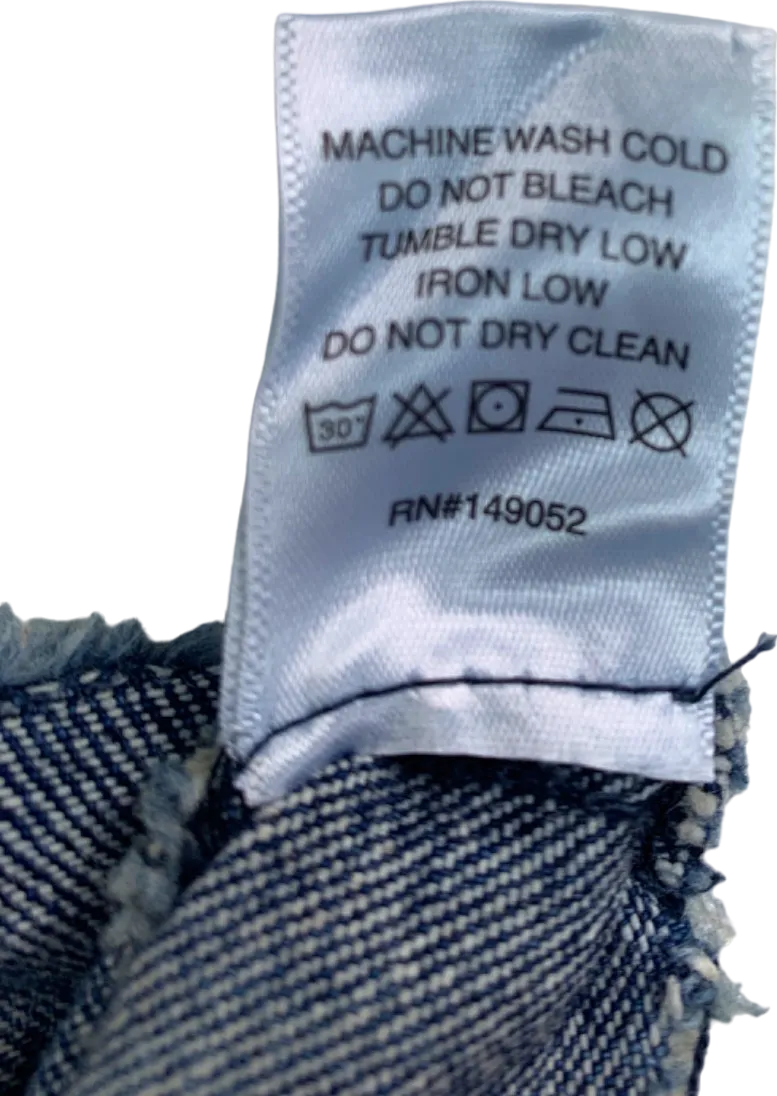 MACHINE WASH COLD
DO NOT BLEACH
TUMBLE DRY LOW
IRON LOW
DO NOT DRY CLEAN
30°
RN#149052